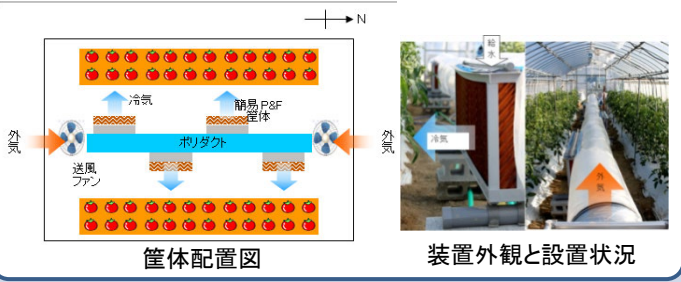 N
冷気
簡易P&F
筐体
外気
ポリダクト
外気
送風
ファン
筐体配置図
給水
冷気
外気
装置外観と設置状況